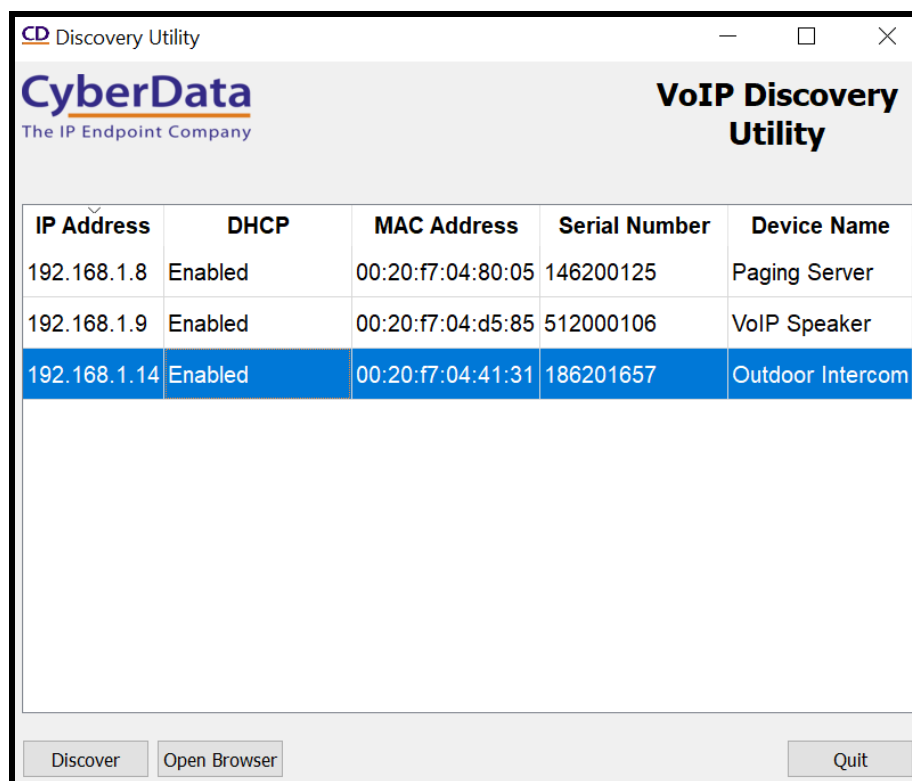 CD Discovery Utility
CyberData
The IP Endpoint Company
VoIP Discovery
Utility
IP Address DHCP MAC Address Serial Number Device Name
192.168.1.8 Enabled 00:20:f7:04:80:05 146200125 Paging Server
192.168.1.9 Enabled 00:20:f7:04:d5:85 512000106 VoIP Speaker
192.168.1.14 Enabled 00:20:f7:04:41:31 186201657 Outdoor Intercom
Discover Open Browser Quit